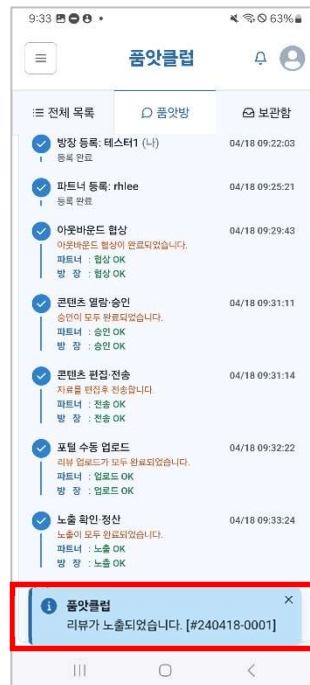 9:33 63%
품앗클럽
전체 목록 품앗방 보관함
방장 등록: 테스터1 (나) 04/18 09:22:03
등록 완료
파트너 등록: rhlee 04/18 09:25:21
등록 완료
아웃바운드 협상 04/18 09:29:43
아웃바운드 협상이 완료되었습니다.
파트너 : 협상 OK
방 장 : 협상 OK
콘텐츠 열람·승인 04/18 09:31:11
승인이 모두 완료되었습니다.
파트너 : 승인 OK
방 장 : 승인 OK
콘텐츠 편집·전송 04/18 09:31:14
자료를 편집후 전송합니다.
파트너 : 전송 OK
방 장 : 전송 OK
포털 수동 업로드 04/18 09:32:22
리뷰 업로드가 모두 완료되었습니다.
파트너 : 업로드 OK
방 장 : 업로드 OK
노출 확인·정산 04/18 09:33:24
노출이 모두 완료되었습니다.
파트너 : 노출 OK
방 장 : 노출 OK
품앗클럽
리뷰가 노출되었습니다. [#240418-0001]